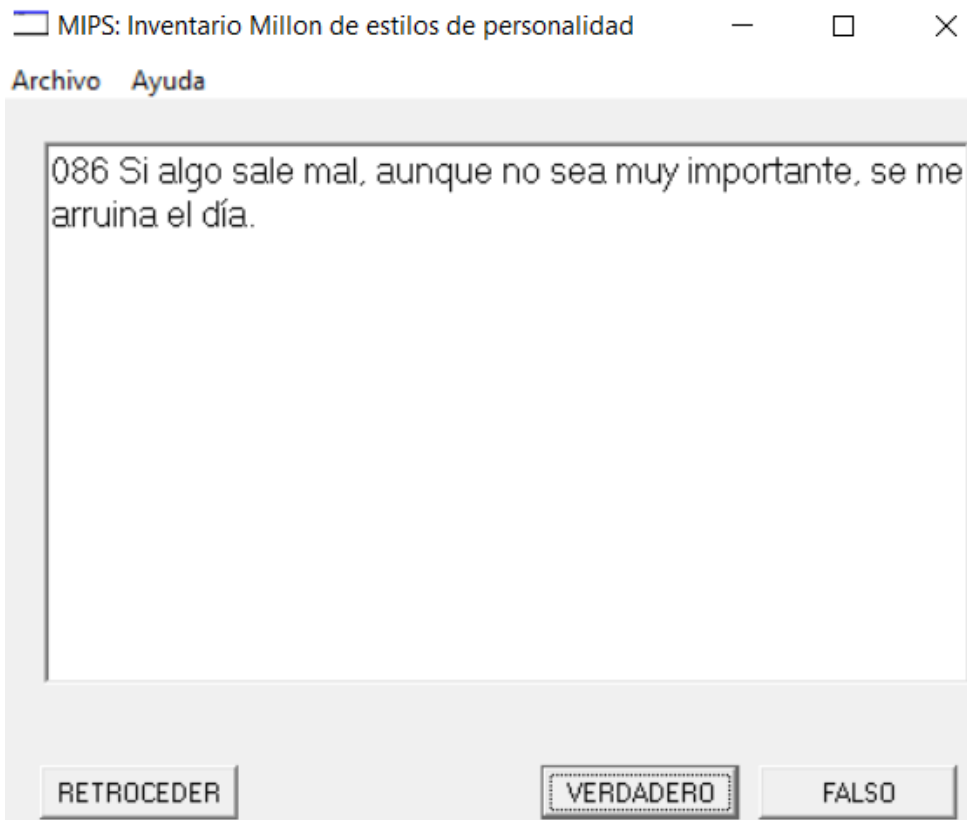 MIPS: Inventario Millon de estilos de personalidad
Archivo Ayuda
086 Si algo sale mal, aunque no sea muy importante, se me
arruina el día.
RETROCEDER VERDADERO FALSO